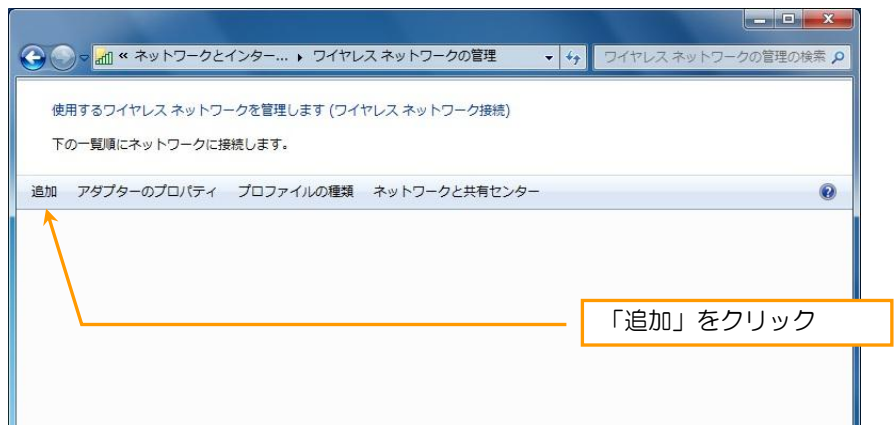 « ネットワークとインター... ▸ ワイヤレス ネットワークの管理
ワイヤレス ネットワークの管理の検索
使用するワイヤレス ネットワークを管理します (ワイヤレス ネットワーク接続)
下の一覧順にネットワークに接続します。
追加 アダプターのプロパティ プロファイルの種類 ネットワークと共有センター
「追加」をクリック